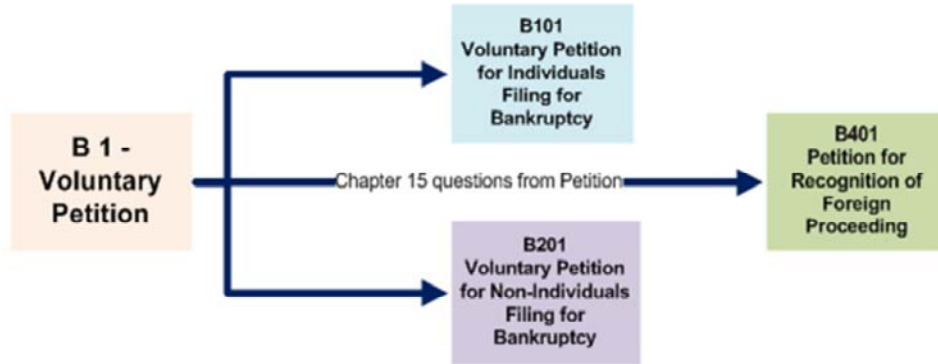 B 1 -
Voluntary
Petition
B101
Voluntary Petition
for Individuals
Filing for
Bankruptcy
Chapter 15 questions from Petition
B201
Voluntary Petition
for Non-Individuals
Filing for
Bankruptcy
B401
Petition for
Recognition of
Foreign
Proceeding